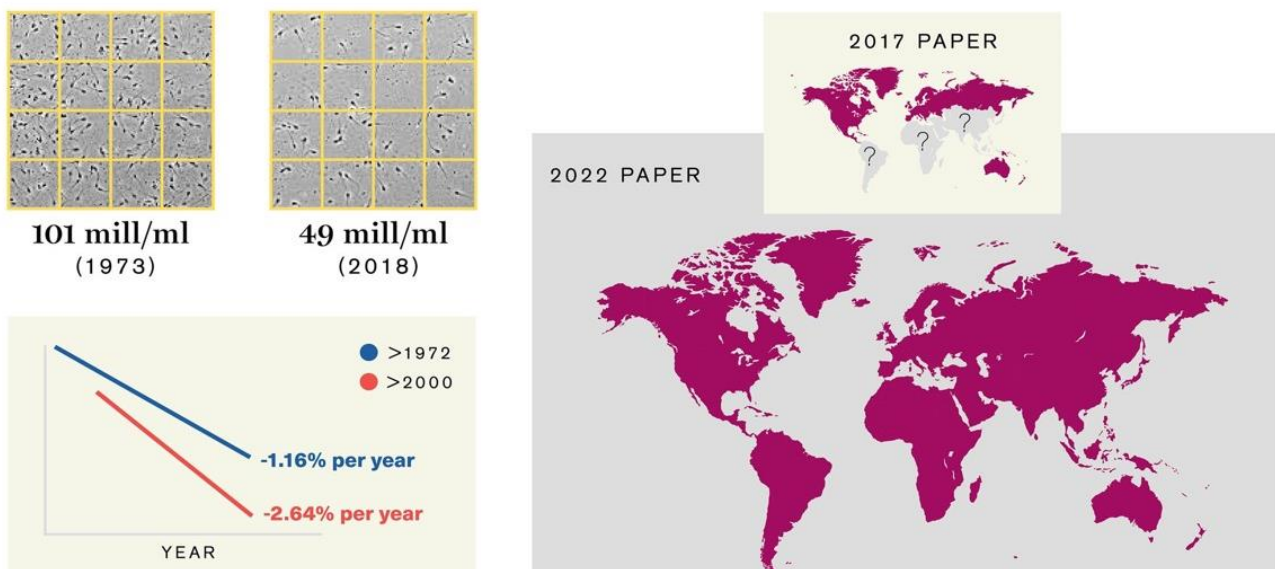 101 mill/ml
(1973)
49 mill/ml
(2018)
>1972
>2000
-1.16% per year
-2.64% per year
YEAR
2017 PAPER
?
?
?
2022 PAPER